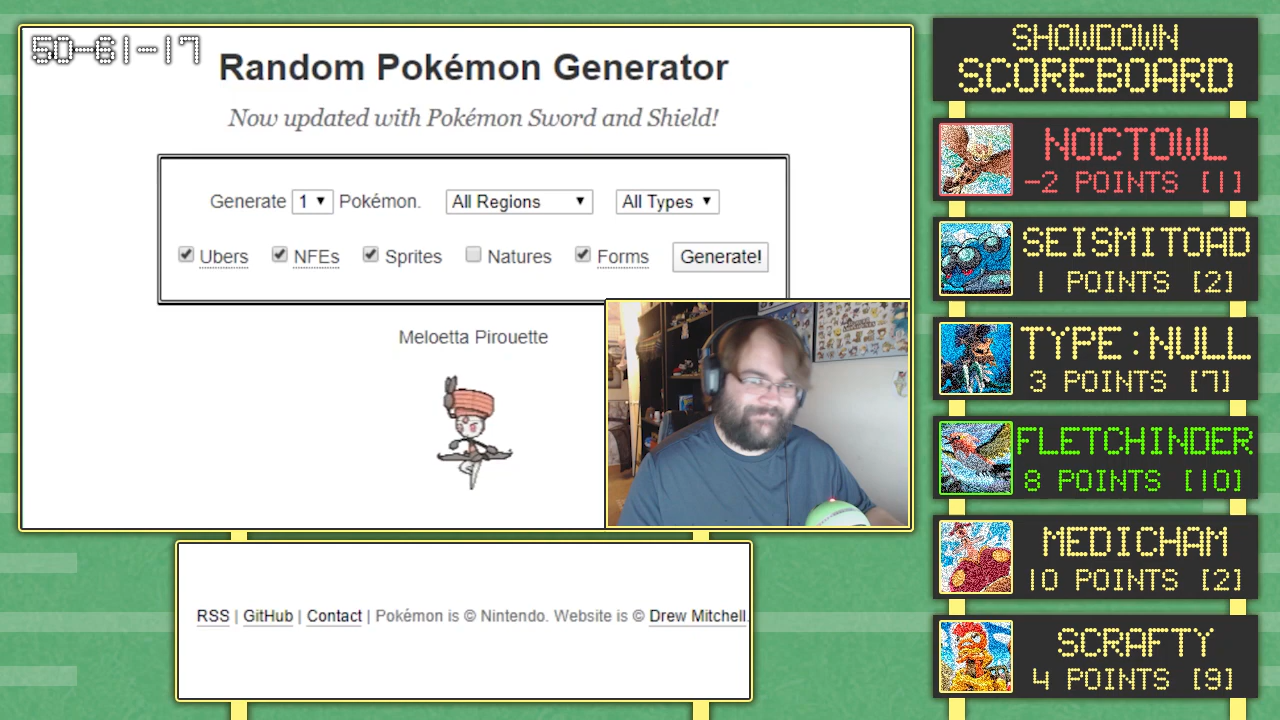 50-61-17
Random Pokémon Generator
Now updated with Pokémon Sword and Shield!
Generate 1 Pokémon. All Regions All Types
Ubers NFEs Sprites Natures Forms Generate!
Meloetta Pirouette
RSS | GitHub | Contact | Pokémon is © Nintendo. Website is © Drew Mitchell.
SHOWDOWN
SCOREBOARD
NOCTOWL
-2 POINTS [1]
SEISMITOAD
1 POINTS [2]
TYPE:NULL
3 POINTS [7]
FLETCHINDER
8 POINTS [10]
MEDICHAM
10 POINTS [2]
SCRAFTY
4 POINTS [9]